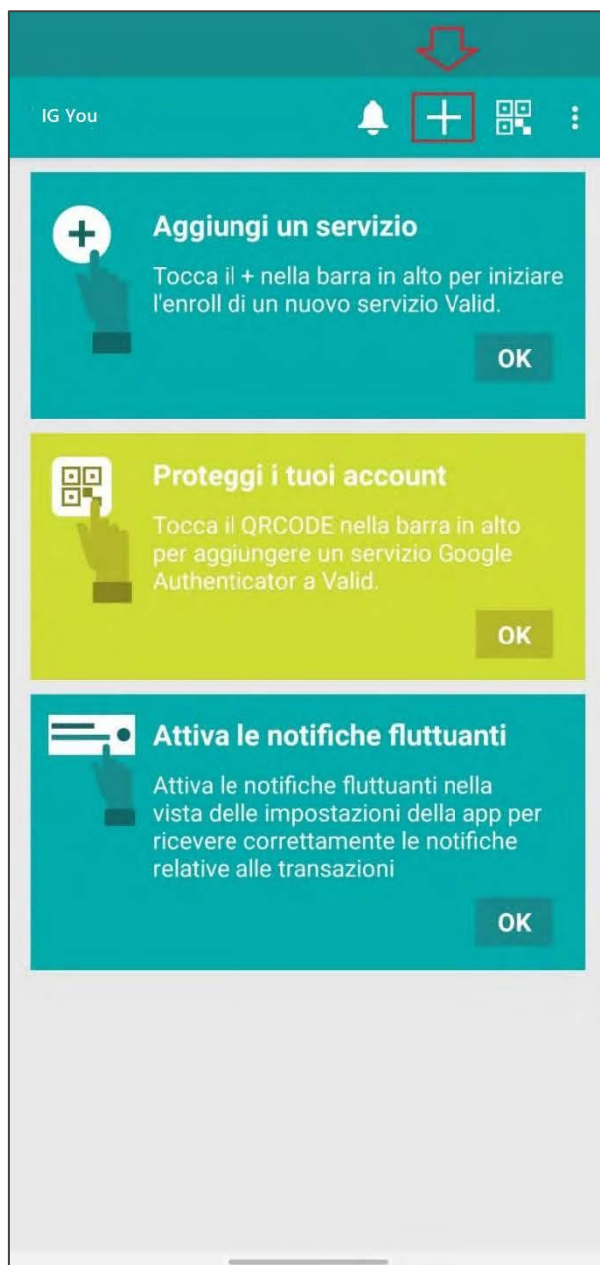 IG You
Aggiungi un servizio
Tocca il + nella barra in alto per iniziare
l'enroll di un nuovo servizio Valid.
OK
Proteggi i tuoi account
Tocca il QRCODE nella barra in alto
per aggiungere un servizio Google
Authenticator a Valid.
OK
Attiva le notifiche fluttuanti
Attiva le notifiche fluttuanti nella
vista delle impostazioni della app per
ricevere correttamente le notifiche
relative alle transazioni
OK